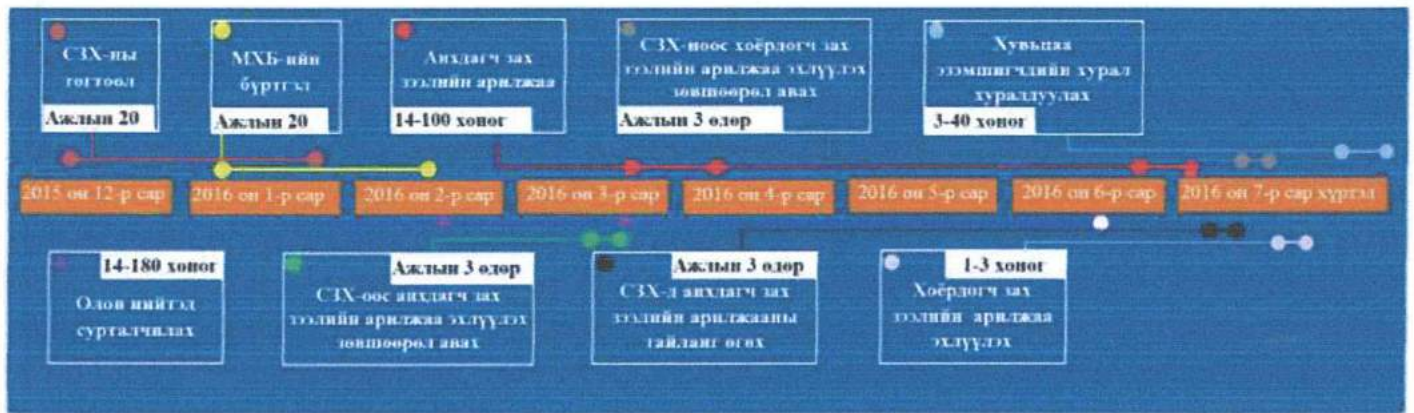 СЗХ-ны
тогтоол
Ажлын 20
МХБ-ийн
бүртгэл
Ажлын 20
Анхдагч зах
зээлийн арилжаа
14-100 хоног
СЗХ-ноос хоёрдогч зах
зээлийн арилжаа эхлүүлэх
зөвшөөрөл авах
Ажлын 3 өдөр
Хувьцаа
эзэмшигчдийн хурал
хуралдуулах
3-40 хоног
2015 он 12-р сар
2016 он 1-р сар
2016 он 2-р сар
2016 он 3-р сар
2016 он 4-р сар
2016 он 5-р сар
2016 он 6-р сар
2016 он 7-р сар хүртэл
14-180 хоног
Олон нийтэд
сурталчилах
Ажлын 3 өдөр
СЗХ-оос анхдагч зах
зээлийн арилжаа эхлүүлэх
зөвшөөрөл авах
Ажлын 3 өдөр
СЗХ-д анхдагч зах
зээлийн арилжааны
тайланг өгөх
1-3 хоног
Хоёрдогч зах
зээлийн арилжаа
эхлүүлэх